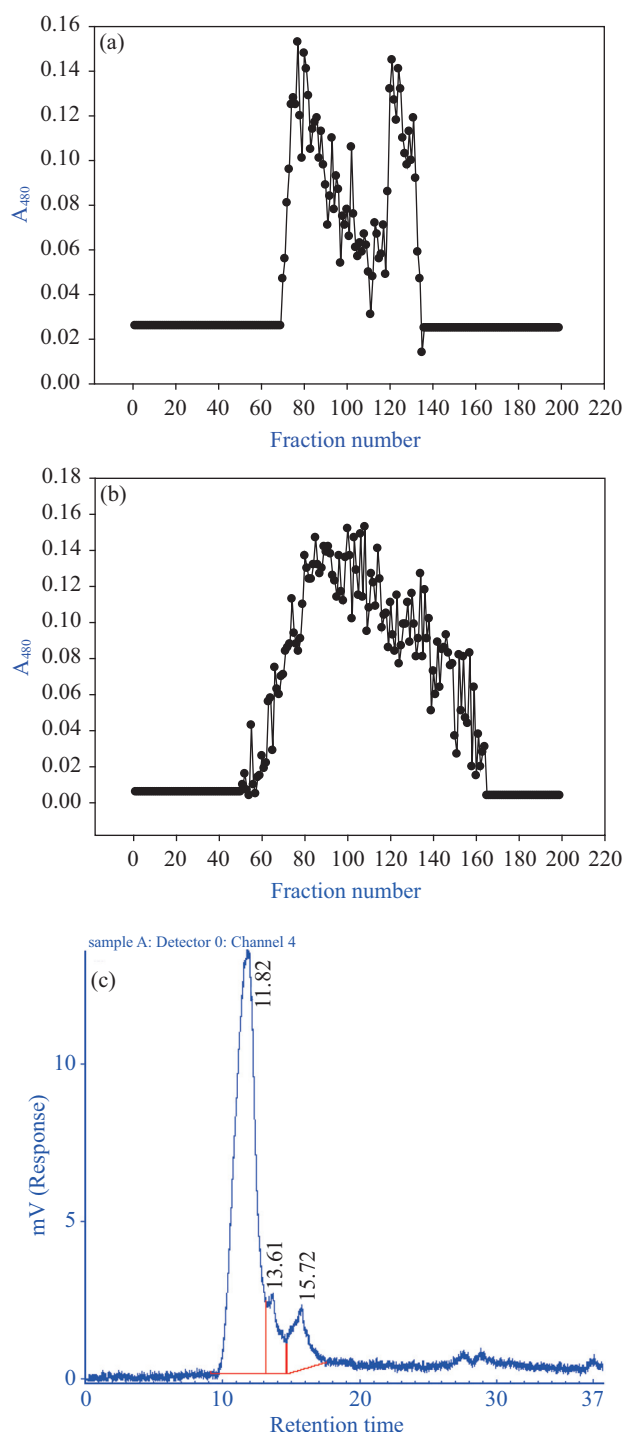 (a)
0.16
0.14
0.12
0.10
0.08
0.06
0.04
0.02
0.00
A480
0 20 40 60 80 100 120 140 160 180 200 220
Fraction number
(b)
0.18
0.16
0.14
0.12
0.10
0.08
0.06
0.04
0.02
0.00
A480
0 20 40 60 80 100 120 140 160 180 200 220
Fraction number
sample A: Detector 0: Channel 4
(c)
11.82
13.61
15.72
10
5
0
mV (Response)
0 10 20 30 37
Retention time